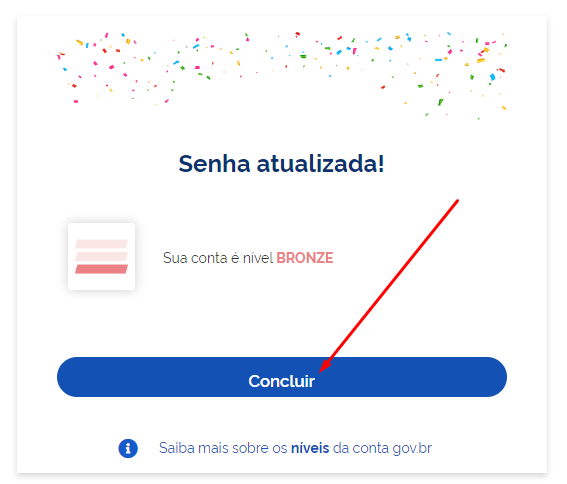 Senha atualizada!
Sua conta é nível BRONZE
Concluir
Saiba mais sobre os níveis da conta gov.br